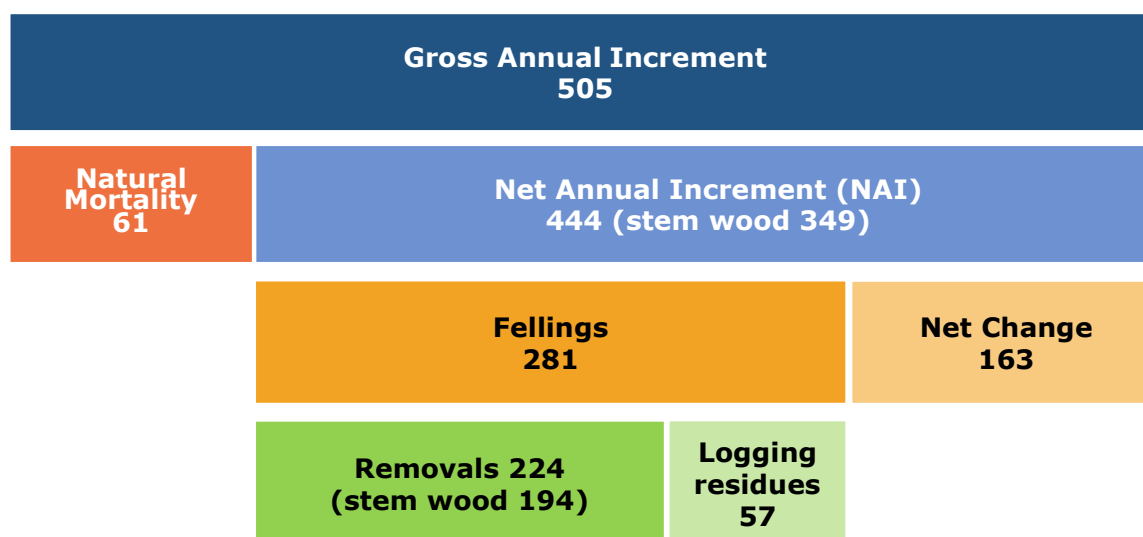 Gross Annual Increment
505
Natural
Mortality
61
Net Annual Increment (NAI)
444 (stem wood 349)
Fellings
281
Net Change
163
Removals 224
(stem wood 194)
Logging
residues
57